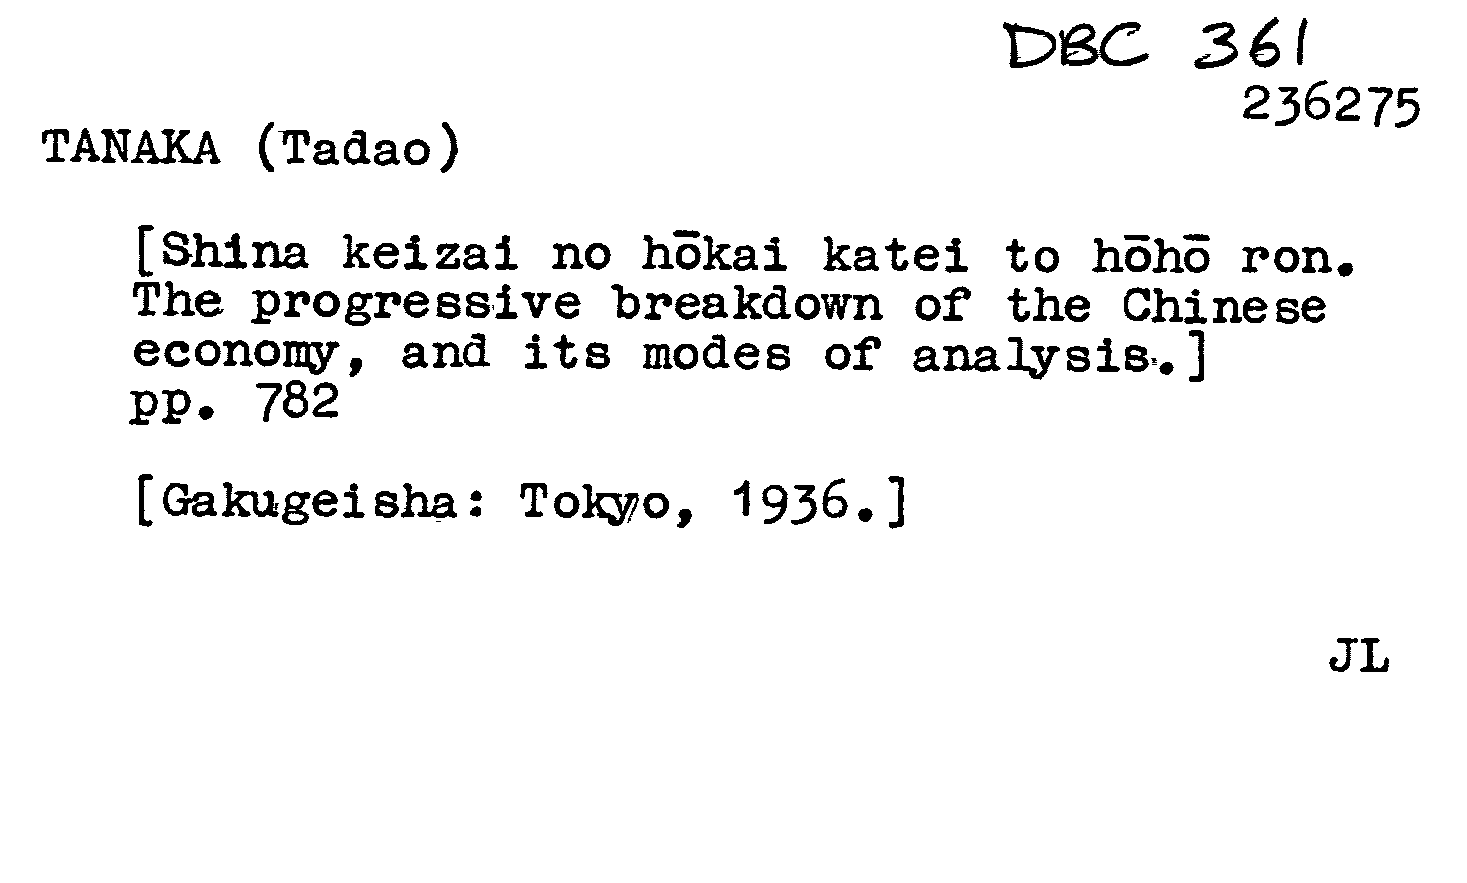 DBC 361
236275
TANAKA (Tadao)
[Shina keizai no hōkai katei to hōhō ron.
The progressive breakdown of the Chinese
economy, and its modes of analysis.]
pp. 782
[Gakugeisha: Tokyo, 1936.]
JL